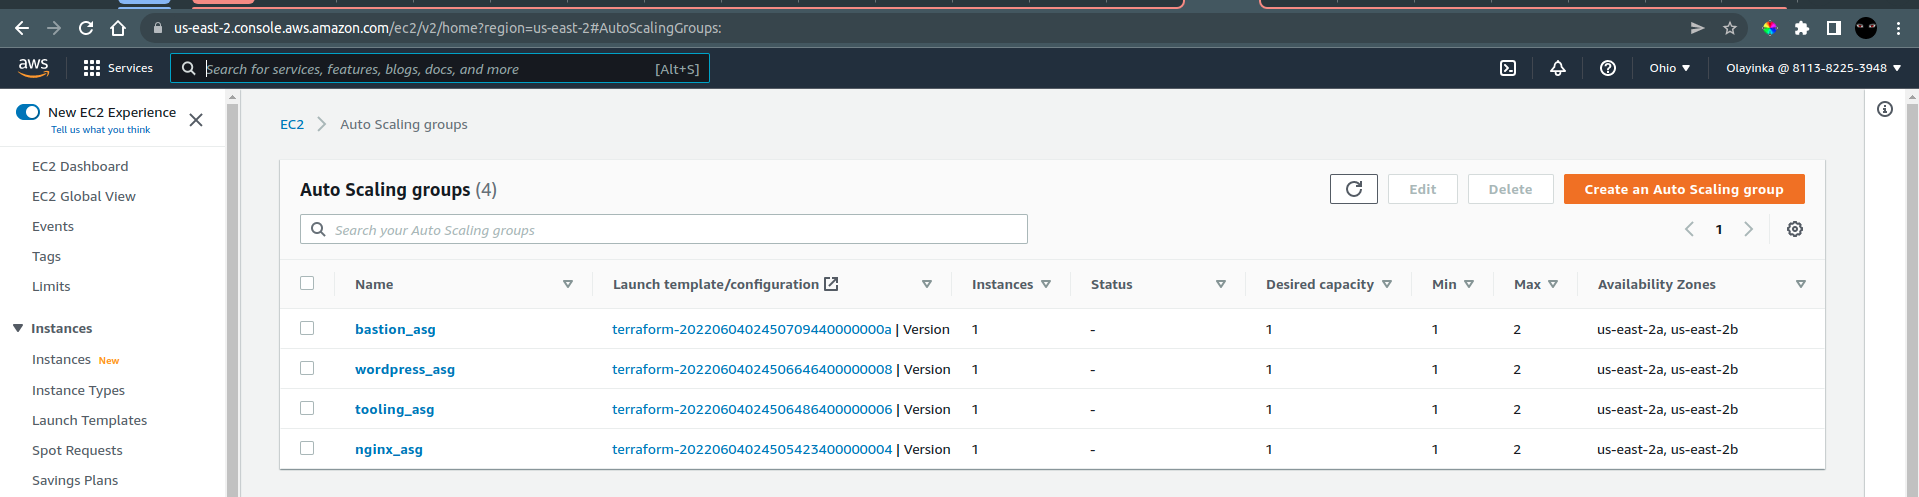 us-east-2.console.aws.amazon.com/ec2/v2/home?region=us-east-2#AutoScalingGroups:
aws Services Search for services, features, blogs, docs, and more [Alt+S] Ohio Olayinka @ 8113-8225-3948
New EC2 Experience
Tell us what you think
EC2 Dashboard
EC2 Global View
Events
Tags
Limits
Instances
Instances New
Instance Types
Launch Templates
Spot Requests
Savings Plans
EC2 Auto Scaling groups
Auto Scaling groups (4) Edit Delete Create an Auto Scaling group
Search your Auto Scaling groups 1
Name Launch template/configuration Instances Status Desired capacity Min Max Availability Zones
bastion_asg terraform-20220604024507094400000000a | Version 1 - 1 1 2 us-east-2a, us-east-2b
wordpress_asg terraform-20220604024506646400000008 | Version 1 - 1 1 2 us-east-2a, us-east-2b
tooling_asg terraform-20220604024506486400000006 | Version 1 - 1 1 2 us-east-2a, us-east-2b
nginx_asg terraform-20220604024505423400000004 | Version 1 - 1 1 2 us-east-2a, us-east-2b